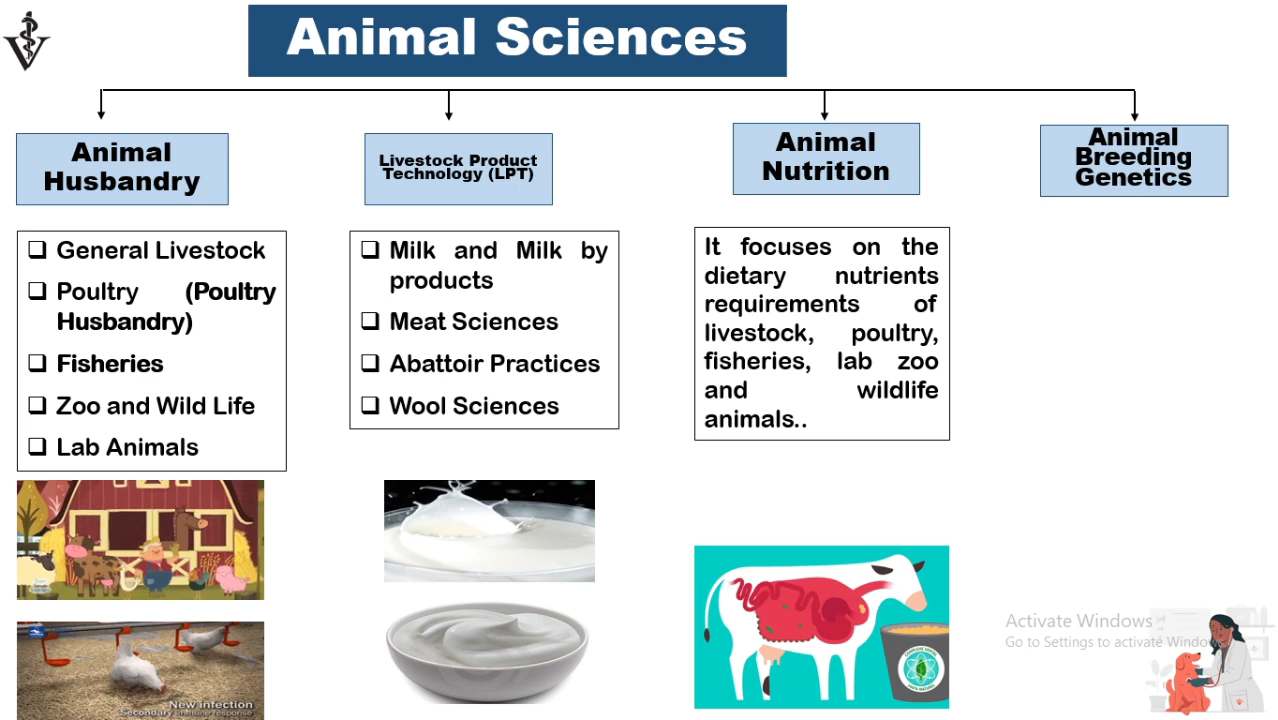 Animal Sciences
Animal
Husbandry
Livestock Product
Technology (LPT)
Animal
Nutrition
Animal
Breeding
Genetics
❑ General Livestock
❑ Poultry (Poultry
Husbandry)
❑ Fisheries
❑ Zoo and Wild Life
❑ Lab Animals
❑ Milk and Milk by
products
❑ Meat Sciences
❑ Abattoir Practices
❑ Wool Sciences
It focuses on the
dietary nutrients
requirements of
livestock, poultry,
fisheries, lab zoo
and wildlife
animals..
New infection
Secondary immune response
Activate Windows
Go to Settings to activate Windows